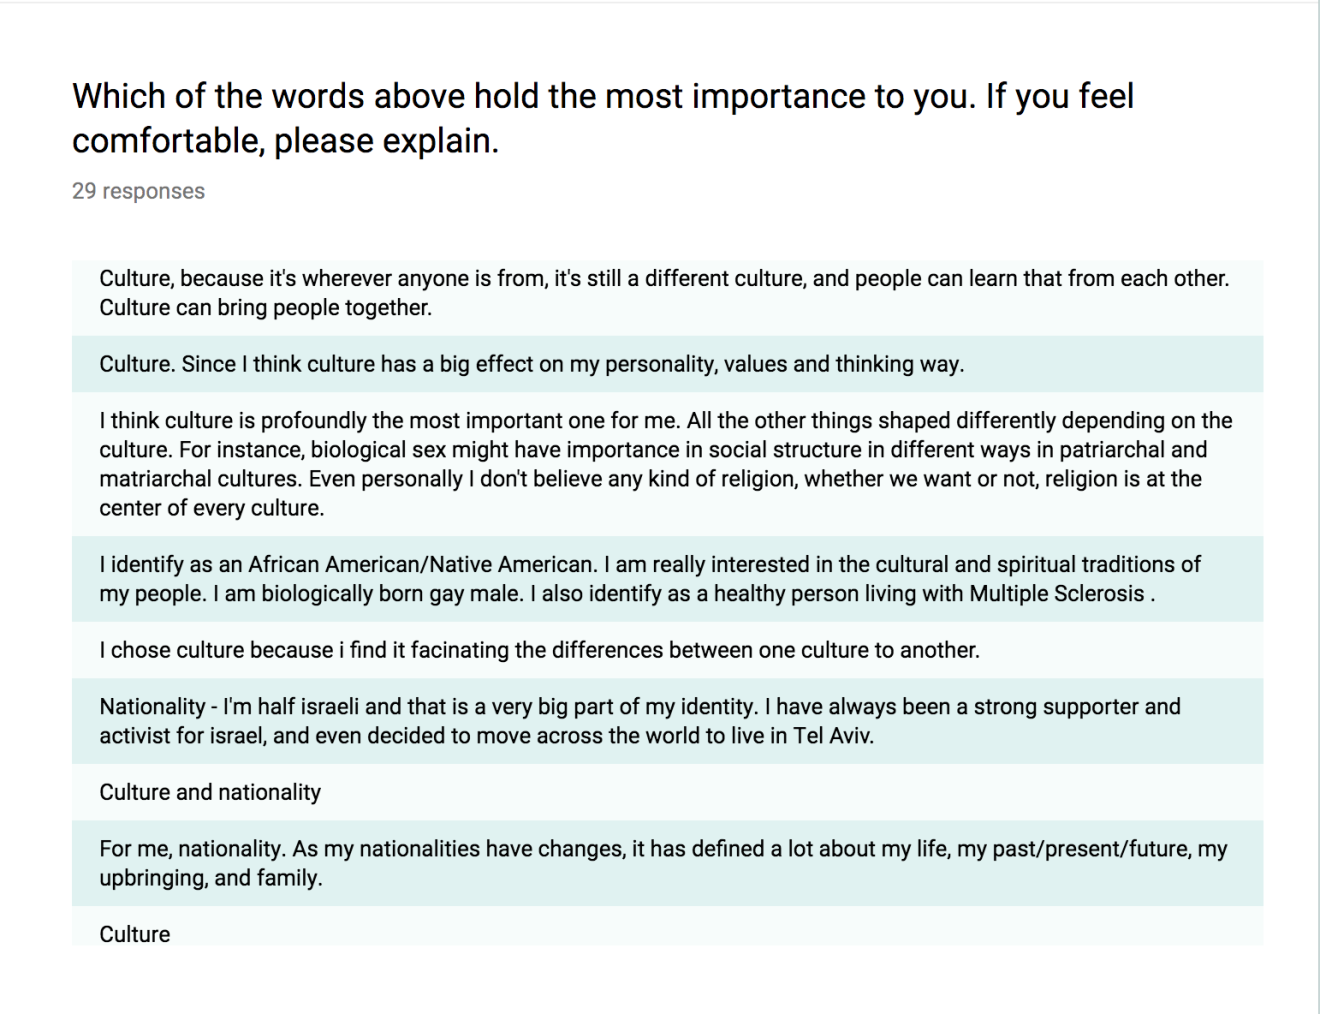 Which of the words above hold the most importance to you. If you feel
comfortable, please explain.
29 responses
Culture, because it's wherever anyone is from, it's still a different culture, and people can learn that from each other.
Culture can bring people together.
Culture. Since I think culture has a big effect on my personality, values and thinking way.
I think culture is profoundly the most important one for me. All the other things shaped differently depending on the
culture. For instance, biological sex might have importance in social structure in different ways in patriarchal and
matriarchal cultures. Even personally I don't believe any kind of religion, whether we want or not, religion is at the
center of every culture.
I identify as an African American/Native American. I am really interested in the cultural and spiritual traditions of
my people. I am biologically born gay male. I also identify as a healthy person living with Multiple Sclerosis .
I chose culture because i find it facinating the differences between one culture to another.
Nationality - I'm half israeli and that is a very big part of my identity. I have always been a strong supporter and
activist for israel, and even decided to move across the world to live in Tel Aviv.
Culture and nationality
For me, nationality. As my nationalities have changes, it has defined a lot about my life, my past/present/future, my
upbringing, and family.
Culture